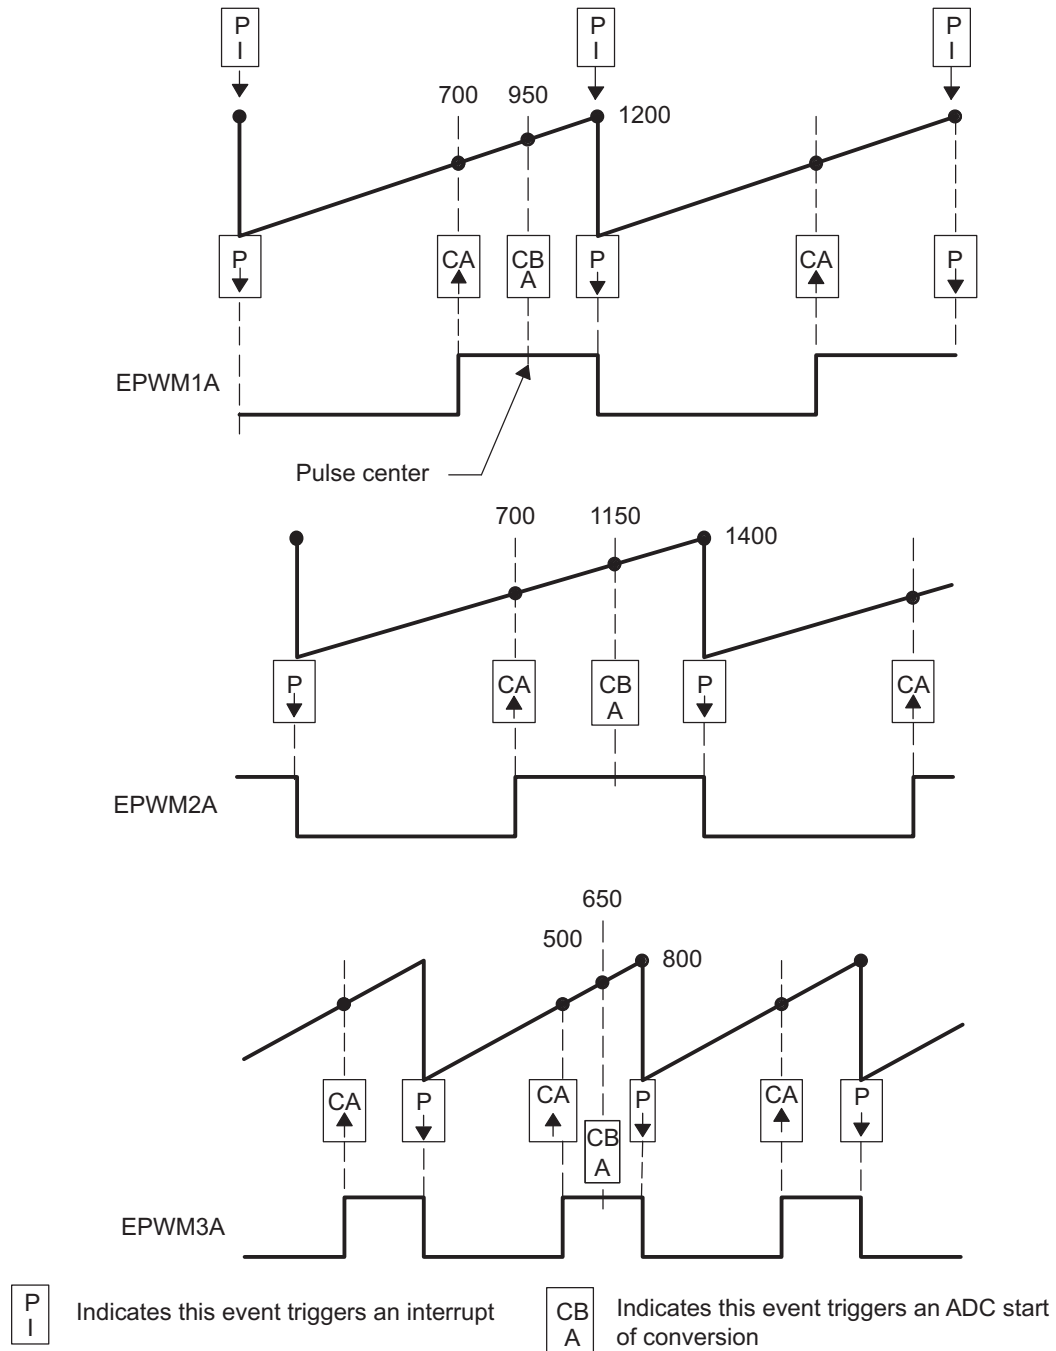 P P P
I I I
700 950
1200
P CA CB P CA P
A
EPWM1A
Pulse center
700 1150
1400
P CA CB P CA
A
EPWM2A
650
500
800
CA P CA P CA P
CB
A
EPWM3A
P
I
Indicates this event triggers an interrupt
CB
A
Indicates this event triggers an ADC start
of conversion